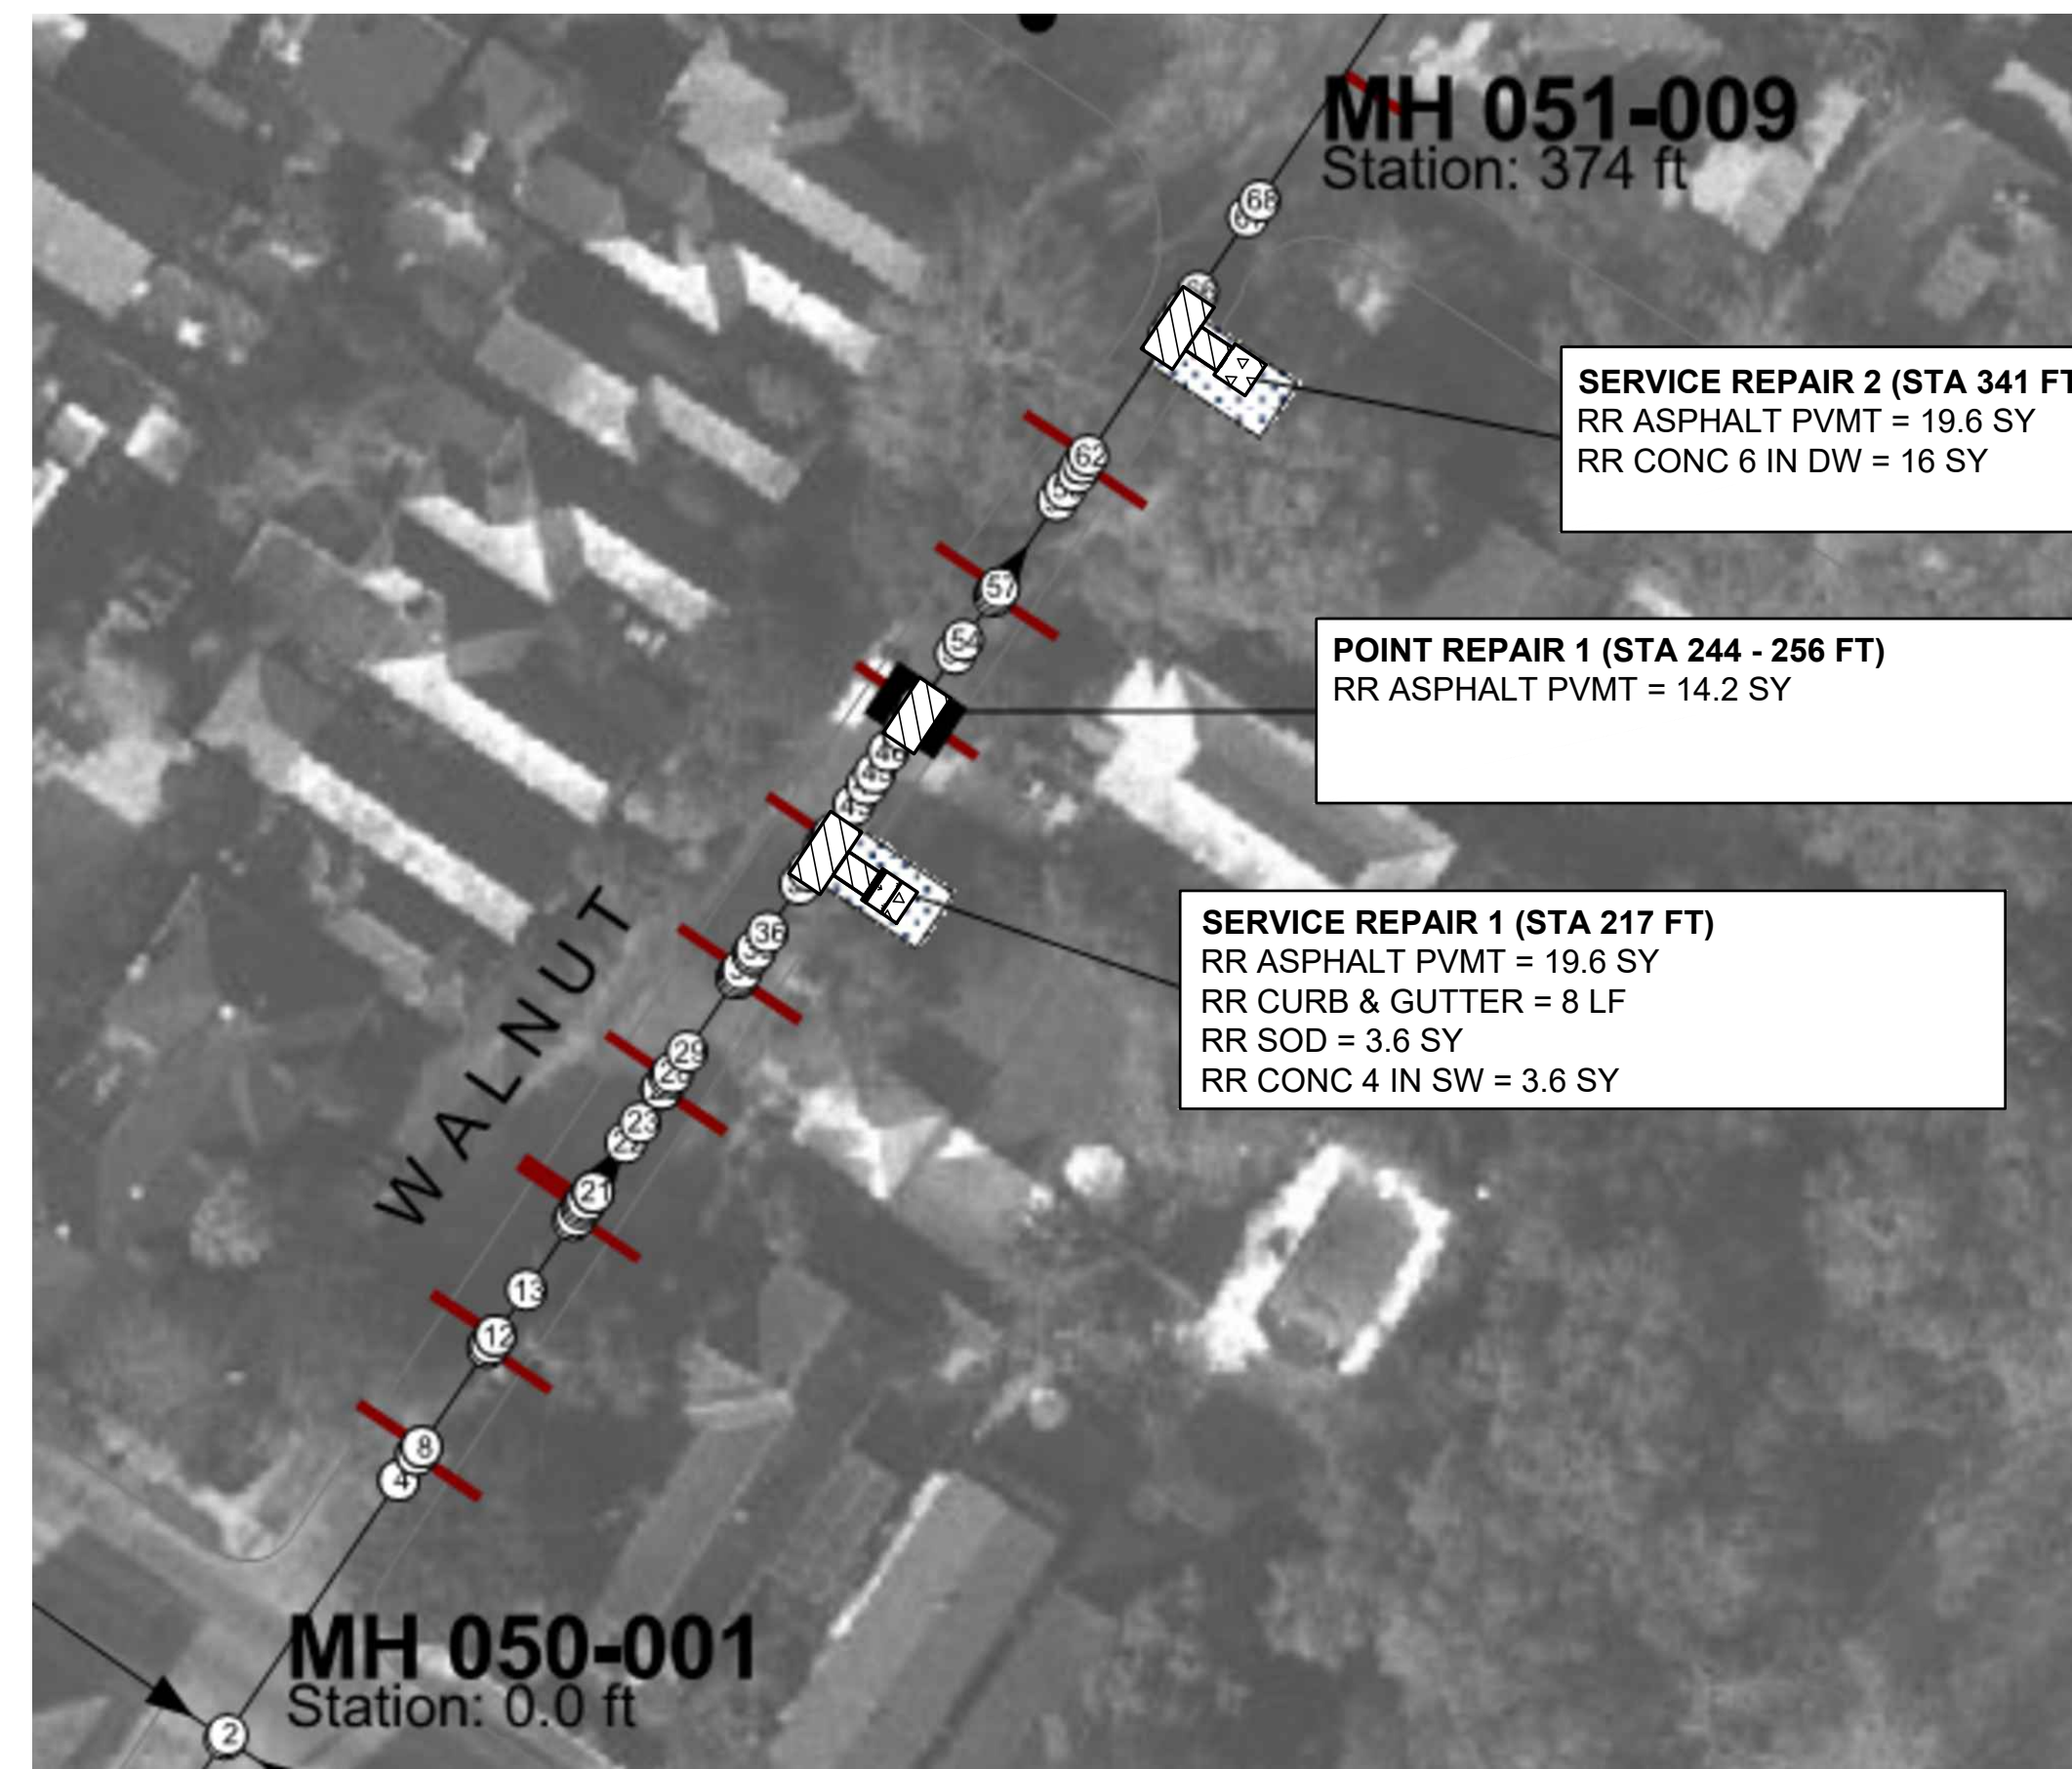 MH 051-009
Station: 374 ft
68
SERVICE REPAIR 2 (STA 341 FT
RR ASPHALT PVMT = 19.6 SY
RR CONC 6 IN DW = 16 SY
62
57
54
POINT REPAIR 1 (STA 244 - 256 FT)
RR ASPHALT PVMT = 14.2 SY
SERVICE REPAIR 1 (STA 217 FT)
RR ASPHALT PVMT = 19.6 SY
RR CURB & GUTTER = 8 LF
RR SOD = 3.6 SY
RR CONC 4 IN SW = 3.6 SY
36
WALNUT
29
23
21
13
12
8
4
MH 050-001
Station: 0.0 ft
2